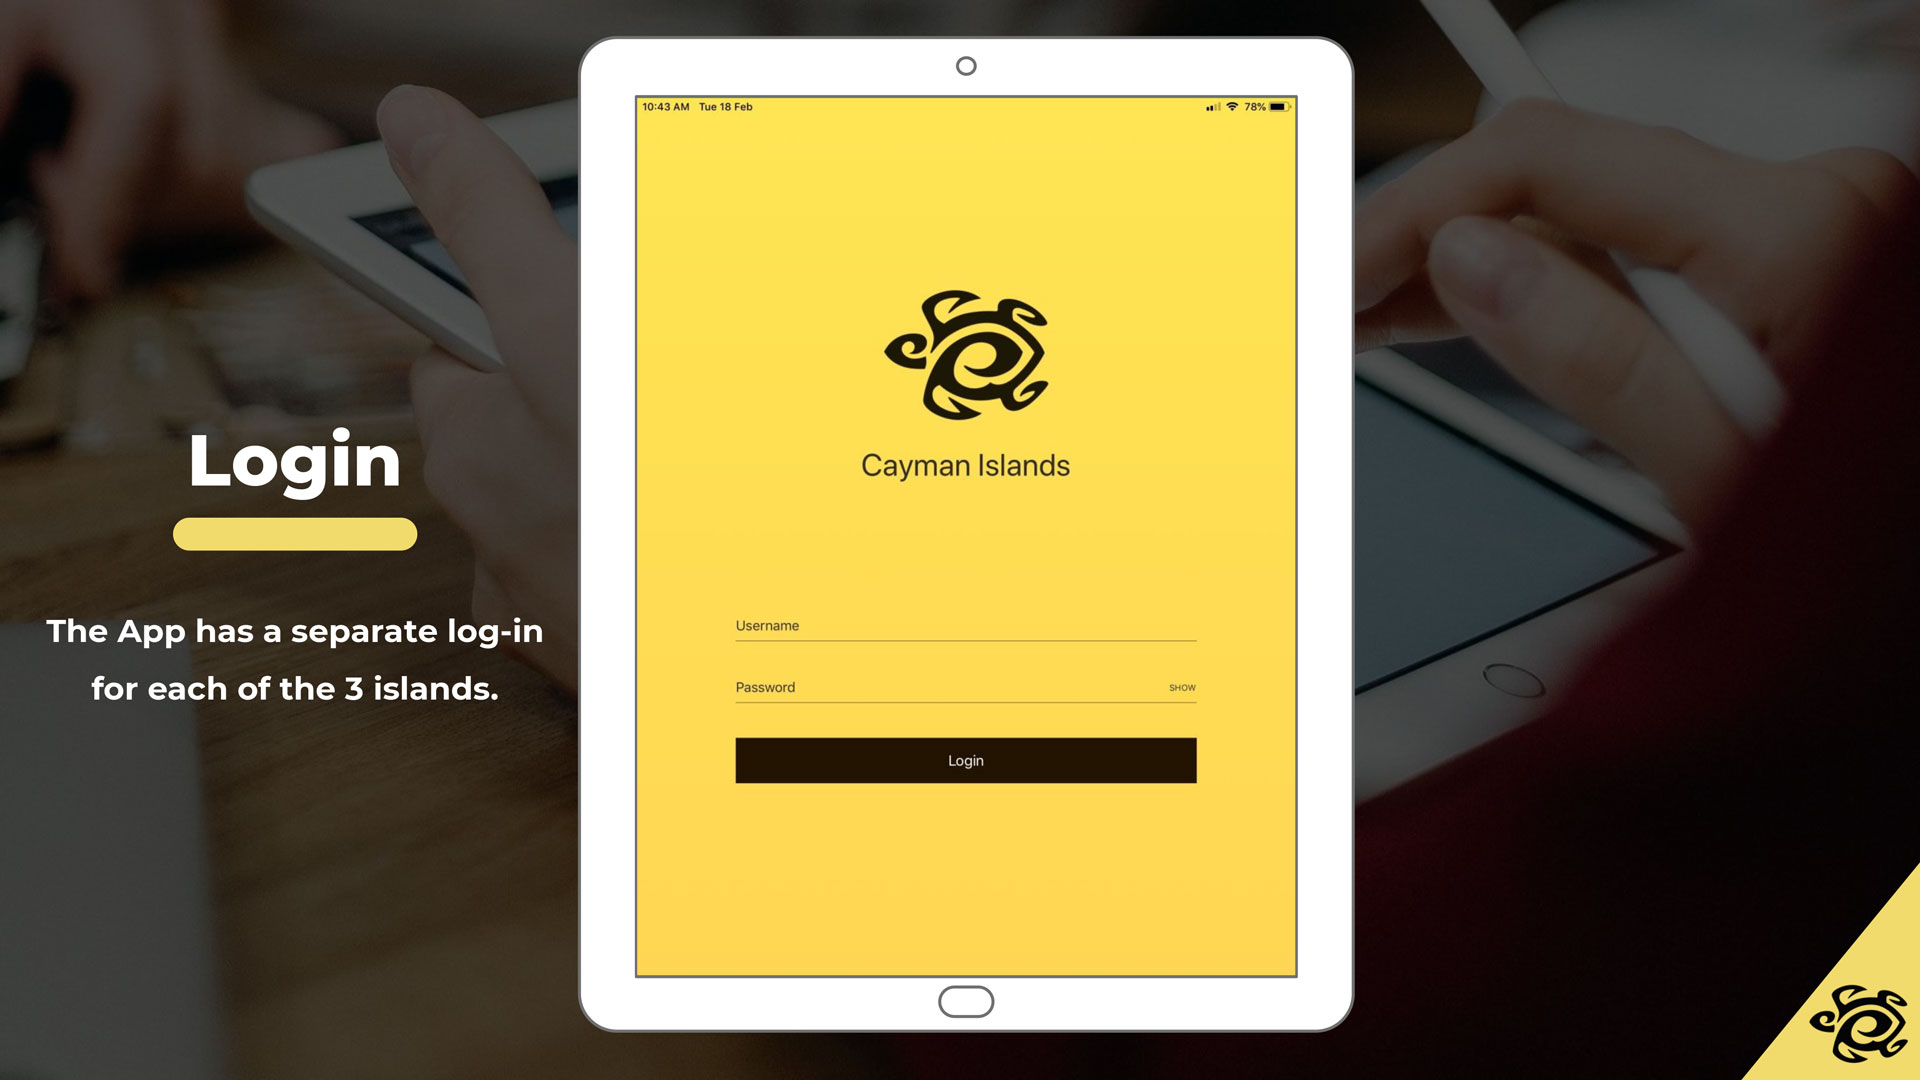 Login
The App has a separate log-in
for each of the 3 islands.
10:43 AM Tue 18 Feb
78%
Cayman Islands
Username
Password SHOW
Login